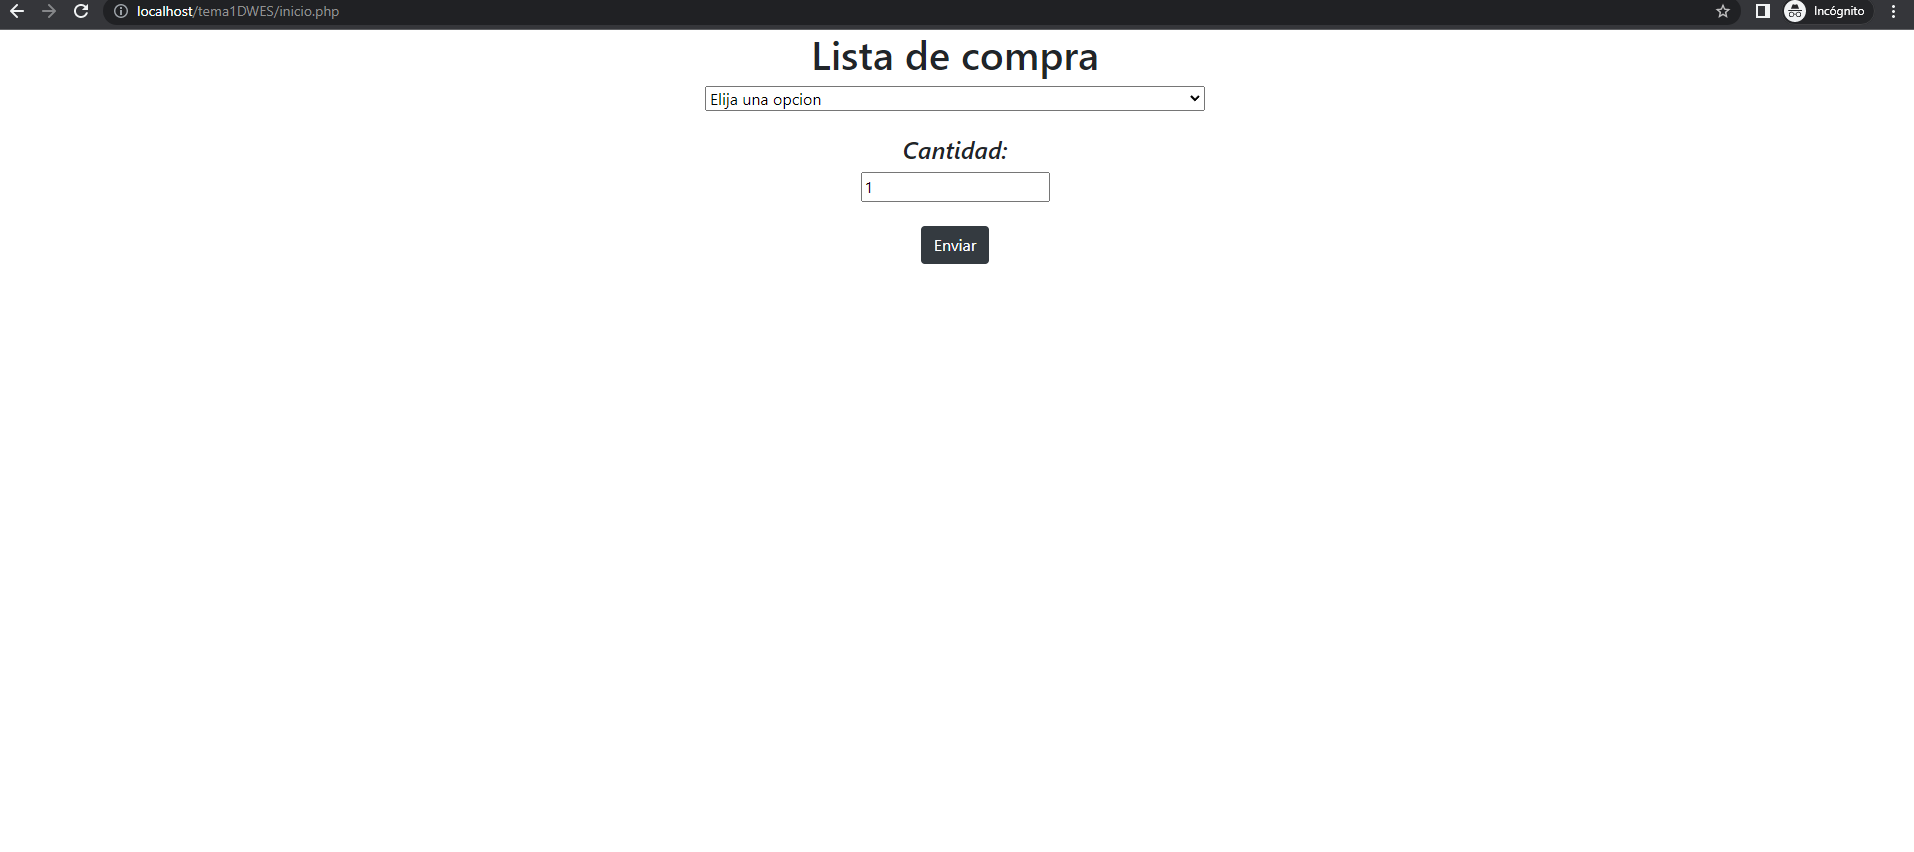 localhost/tema1DWES/inicio.php
Incógnito
Lista de compra
Elija una opcion
Cantidad:
1
Enviar